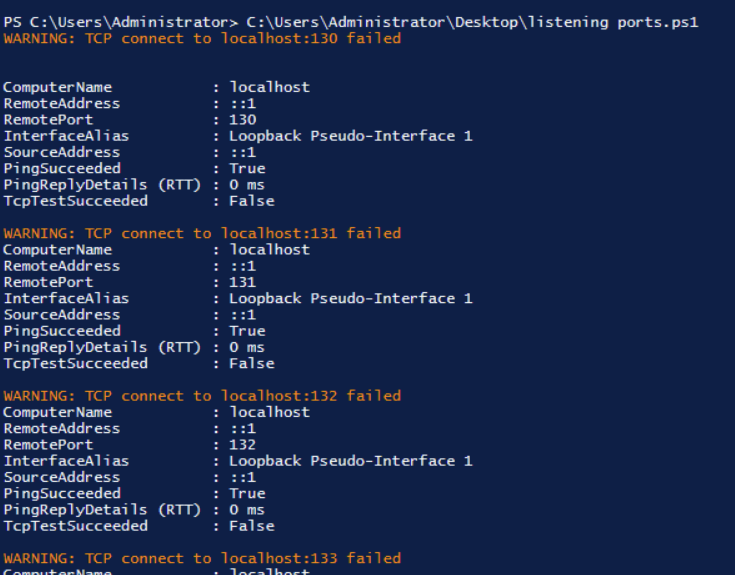 PS C:\Users\Administrator> C:\Users\Administrator\Desktop\listening ports.ps1
WARNING: TCP connect to localhost:130 failed
ComputerName : localhost
RemoteAddress : ::1
RemotePort : 130
InterfaceAlias : Loopback Pseudo-Interface 1
SourceAddress : ::1
PingSucceeded : True
PingReplyDetails (RTT) : 0 ms
TcpTestSucceeded : False
WARNING: TCP connect to localhost:131 failed
ComputerName : localhost
RemoteAddress : ::1
RemotePort : 131
InterfaceAlias : Loopback Pseudo-Interface 1
SourceAddress : ::1
PingSucceeded : True
PingReplyDetails (RTT) : 0 ms
TcpTestSucceeded : False
WARNING: TCP connect to localhost:132 failed
ComputerName : localhost
RemoteAddress : ::1
RemotePort : 132
InterfaceAlias : Loopback Pseudo-Interface 1
SourceAddress : ::1
PingSucceeded : True
PingReplyDetails (RTT) : 0 ms
TcpTestSucceeded : False
WARNING: TCP connect to localhost:133 failed
ComputerName : localhost